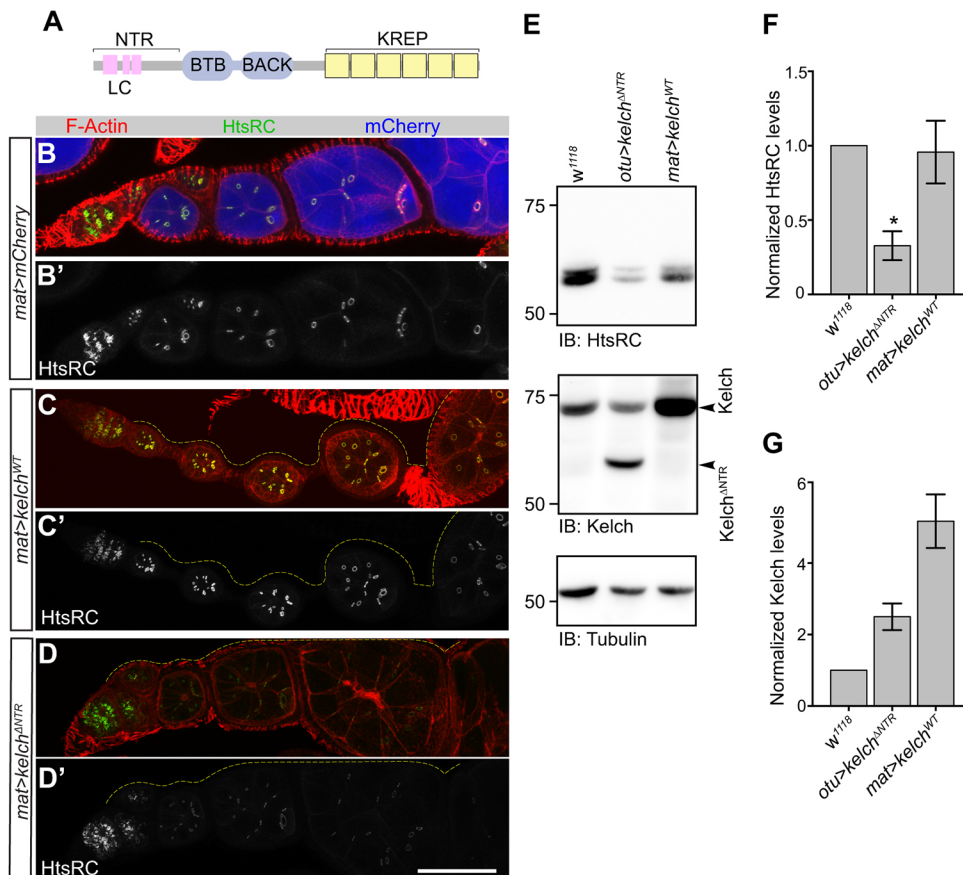 A
NTR
KREP
BTB
BACK
LC
F-Actin HtsRC mCherry
mat>mCherry
B
B’
HtsRC
mat>kelchWT
C
C’
HtsRC
mat>kelchΔNTR
D
D’
HtsRC
E
w1118
otu>kelchΔNTR
mat>kelchWT
75
50
IB: HtsRC
75
50
Kelch
KelchΔNTR
IB: Kelch
50
IB: Tubulin
F
Normalized HtsRC levels
1.5
1.0
0.5
0
*
w1118
otu>kelchΔNTR
mat>kelchWT
G
Normalized Kelch levels
6
4
2
0
w1118
otu>kelchΔNTR
mat>kelchWT